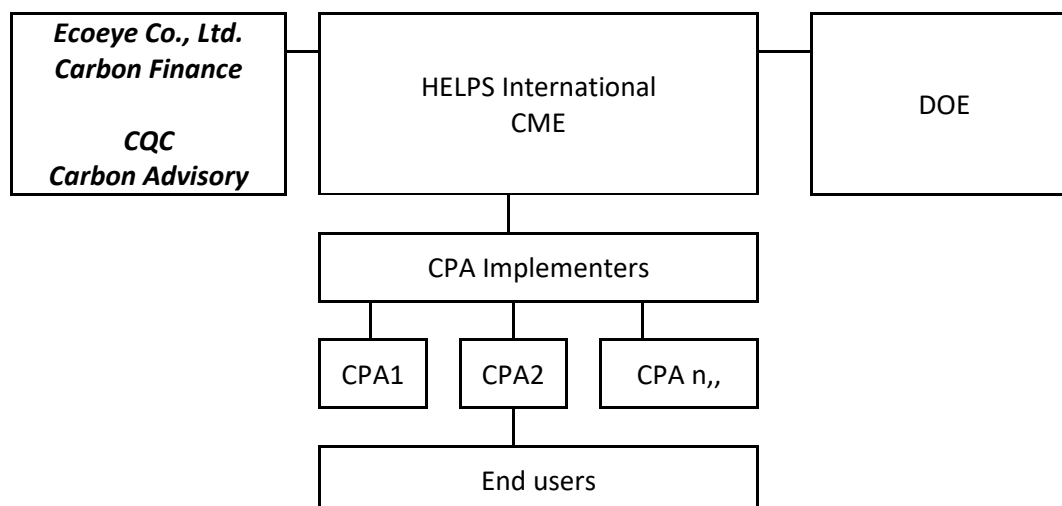 Ecoeye Co., Ltd.
Carbon Finance
CQC
Carbon Advisory
HELPS International
CME
DOE
CPA Implementers
CPA1
CPA2
CPA n,,
End users